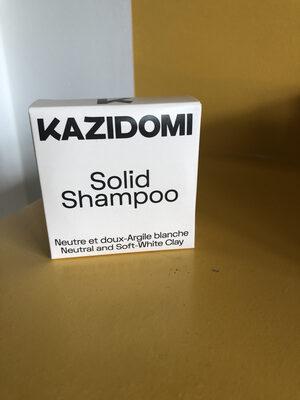 K
KAZIDOMI
Solid
Shampoo
Neutre et doux-Argile blanche
Neutral and Soft-White Clay